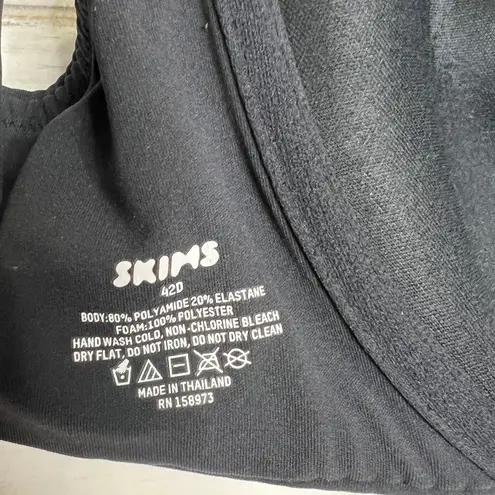 SKIMS
42D
BODY:80% POLYAMIDE 20% ELASTANE
FOAM:100% POLYESTER
HAND WASH COLD, NON-CHLORINE BLEACH
DRY FLAT, DO NOT IRON, DO NOT DRY CLEAN
MADE IN THAILAND
RN 158973